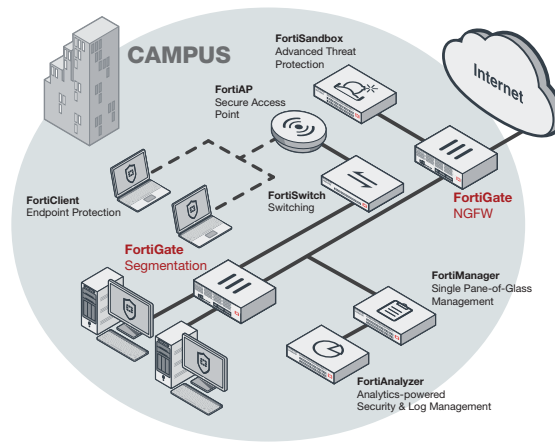 CAMPUS
FortiSandbox
Advanced Threat
Protection
Internet
FortiAP
Secure Access
Point
FortiClient
Endpoint Protection
FortiSwitch
Switching
FortiGate
NGFW
FortiGate
Segmentation
FortiManager
Single Pane-of-Glass
Management
FortiAnalyzer
Analytics-powered
Security & Log Management